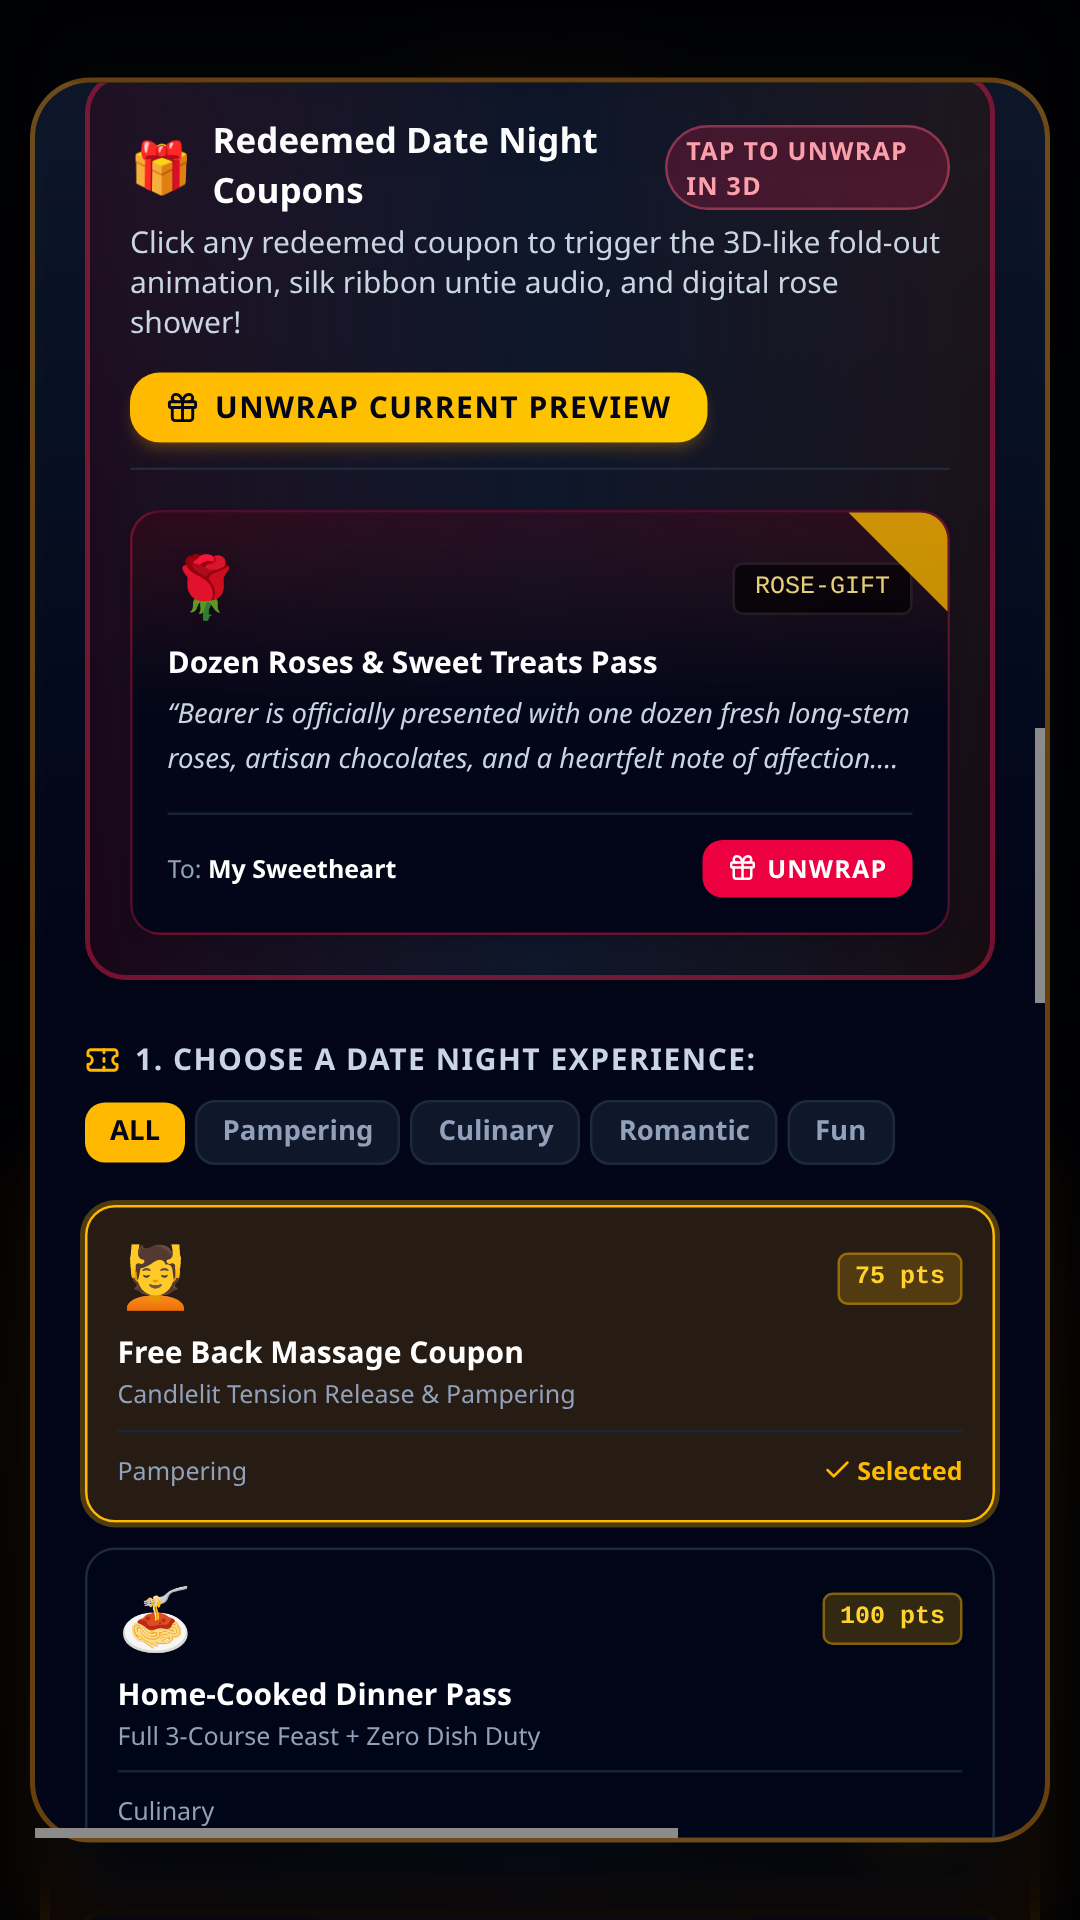 Redeemed Date Night
Coupons
TAP TO UNWRAP
IN 3D
Click any redeemed coupon to trigger the 3D-like fold-out
animation, silk ribbon untie audio, and digital rose
shower!
UNWRAP CURRENT PREVIEW
ROSE-GIFT
Dozen Roses & Sweet Treats Pass
“Bearer is officially presented with one dozen fresh long-stem
roses, artisan chocolates, and a heartfelt note of affection....
To: My Sweetheart
UNWRAP
1. CHOOSE A DATE NIGHT EXPERIENCE:
ALL
Pampering
Culinary
Romantic
Fun
75 pts
Free Back Massage Coupon
Candlelit Tension Release & Pampering
Pampering
Selected
100 pts
Home-Cooked Dinner Pass
Full 3-Course Feast + Zero Dish Duty
Culinary